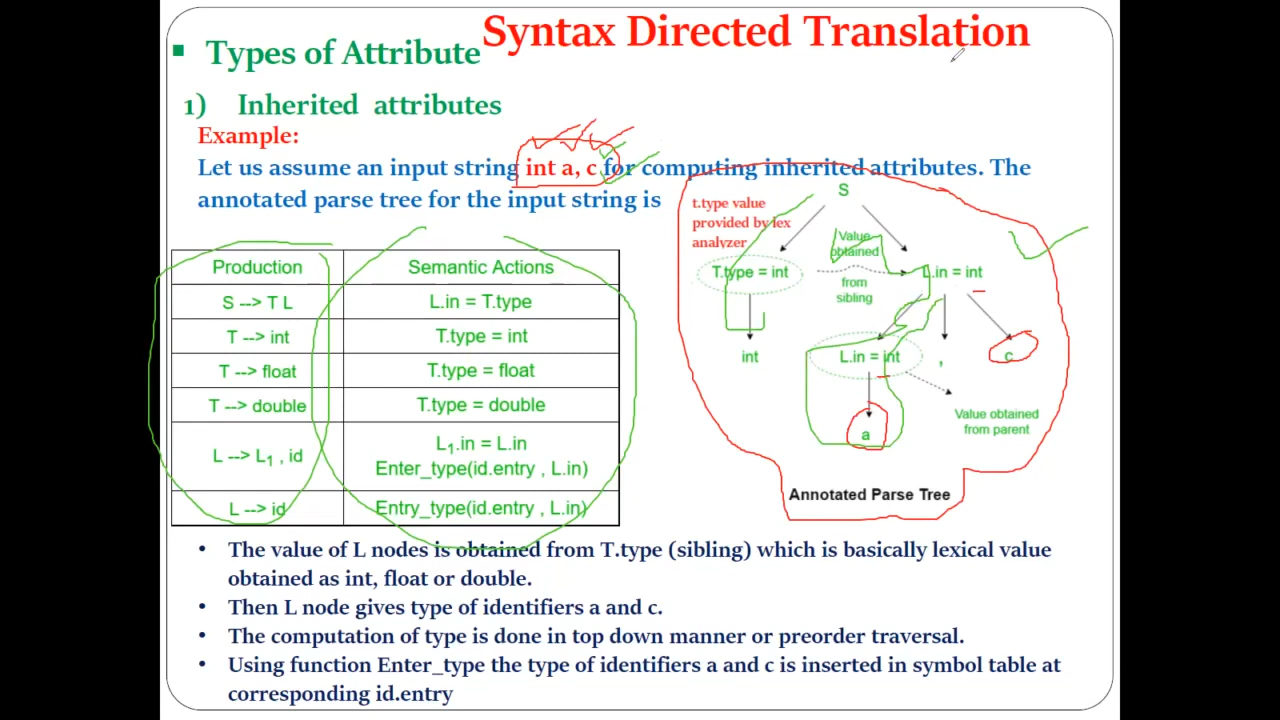 Syntax Directed Translation
▪ Types of Attribute
1) Inherited attributes
Example:
Let us assume an input string int a, c for computing inherited attributes. The
annotated parse tree for the input string is
Production Semantic Actions
S --> T L L.in = T.type
T --> int T.type = int
T --> float T.type = float
T --> double T.type = double
L --> L₁ , id L₁.in = L.in
Enter_type(id.entry , L.in)
L --> id Entry_type(id.entry , L.in)
S
t.type value
provided by lex
analyzer
Value
obtained
T.type = int L.in = int
from
sibling
int L.in = int , c
Value obtained
from parent
a
Annotated Parse Tree
• The value of L nodes is obtained from T.type (sibling) which is basically lexical value
obtained as int, float or double.
• Then L node gives type of identifiers a and c.
• The computation of type is done in top down manner or preorder traversal.
• Using function Enter_type the type of identifiers a and c is inserted in symbol table at
corresponding id.entry